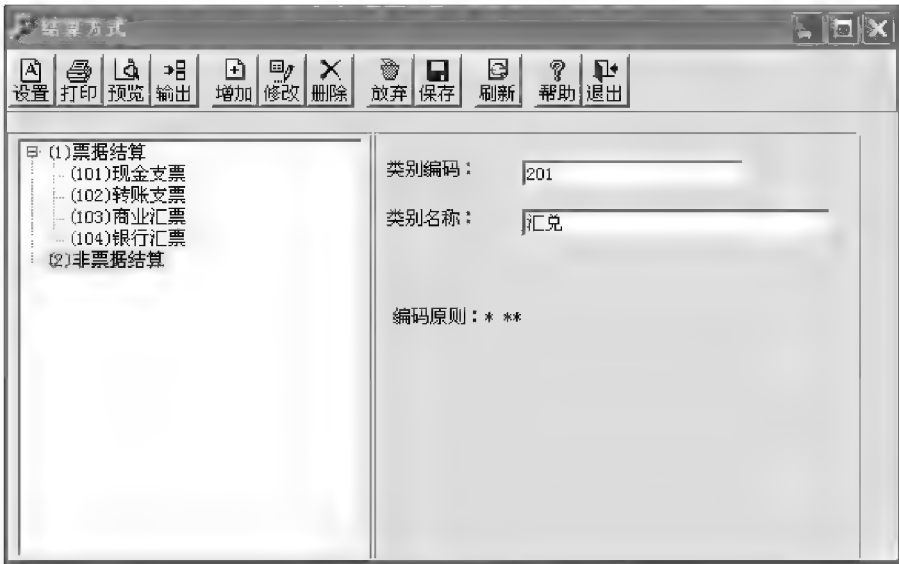 结算方式
设置 打印 预览 输出 增加 修改 删除 放弃 保存 刷新 帮助 退出
(1)票据结算
(101)现金支票
(102)转账支票
(103)商业汇票
(104)银行汇票
(2)非票据结算
类别编码： 201
类别名称： 汇兑
编码原则：* **